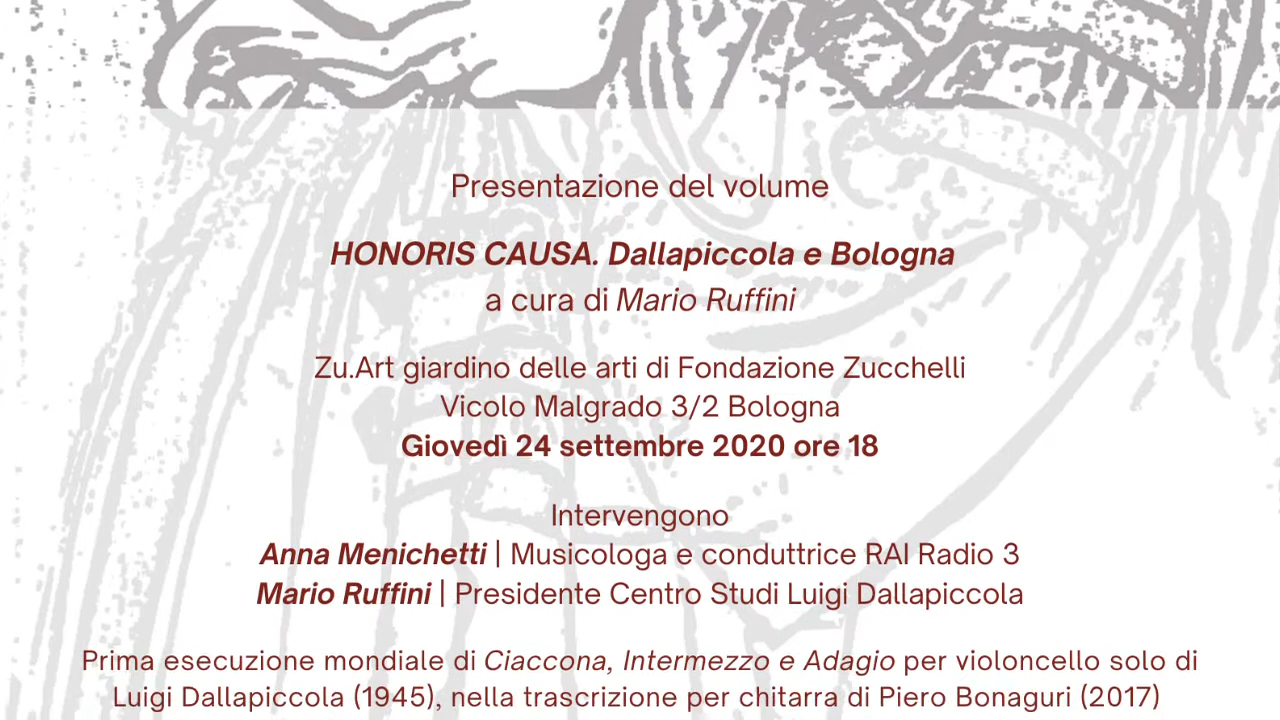 Presentazione del volume
HONORIS CAUSA. Dallapiccola e Bologna
a cura di Mario Ruffini
Zu.Art giardino delle arti di Fondazione Zucchelli
Vicolo Malgrado 3/2 Bologna
Giovedì 24 settembre 2020 ore 18
Intervengono
Anna Menichetti | Musicologa e conduttrice RAI Radio 3
Mario Ruffini | Presidente Centro Studi Luigi Dallapiccola
Prima esecuzione mondiale di Ciaccona, Intermezzo e Adagio per violoncello solo di
Luigi Dallapiccola (1945), nella trascrizione per chitarra di Piero Bonaguri (2017)